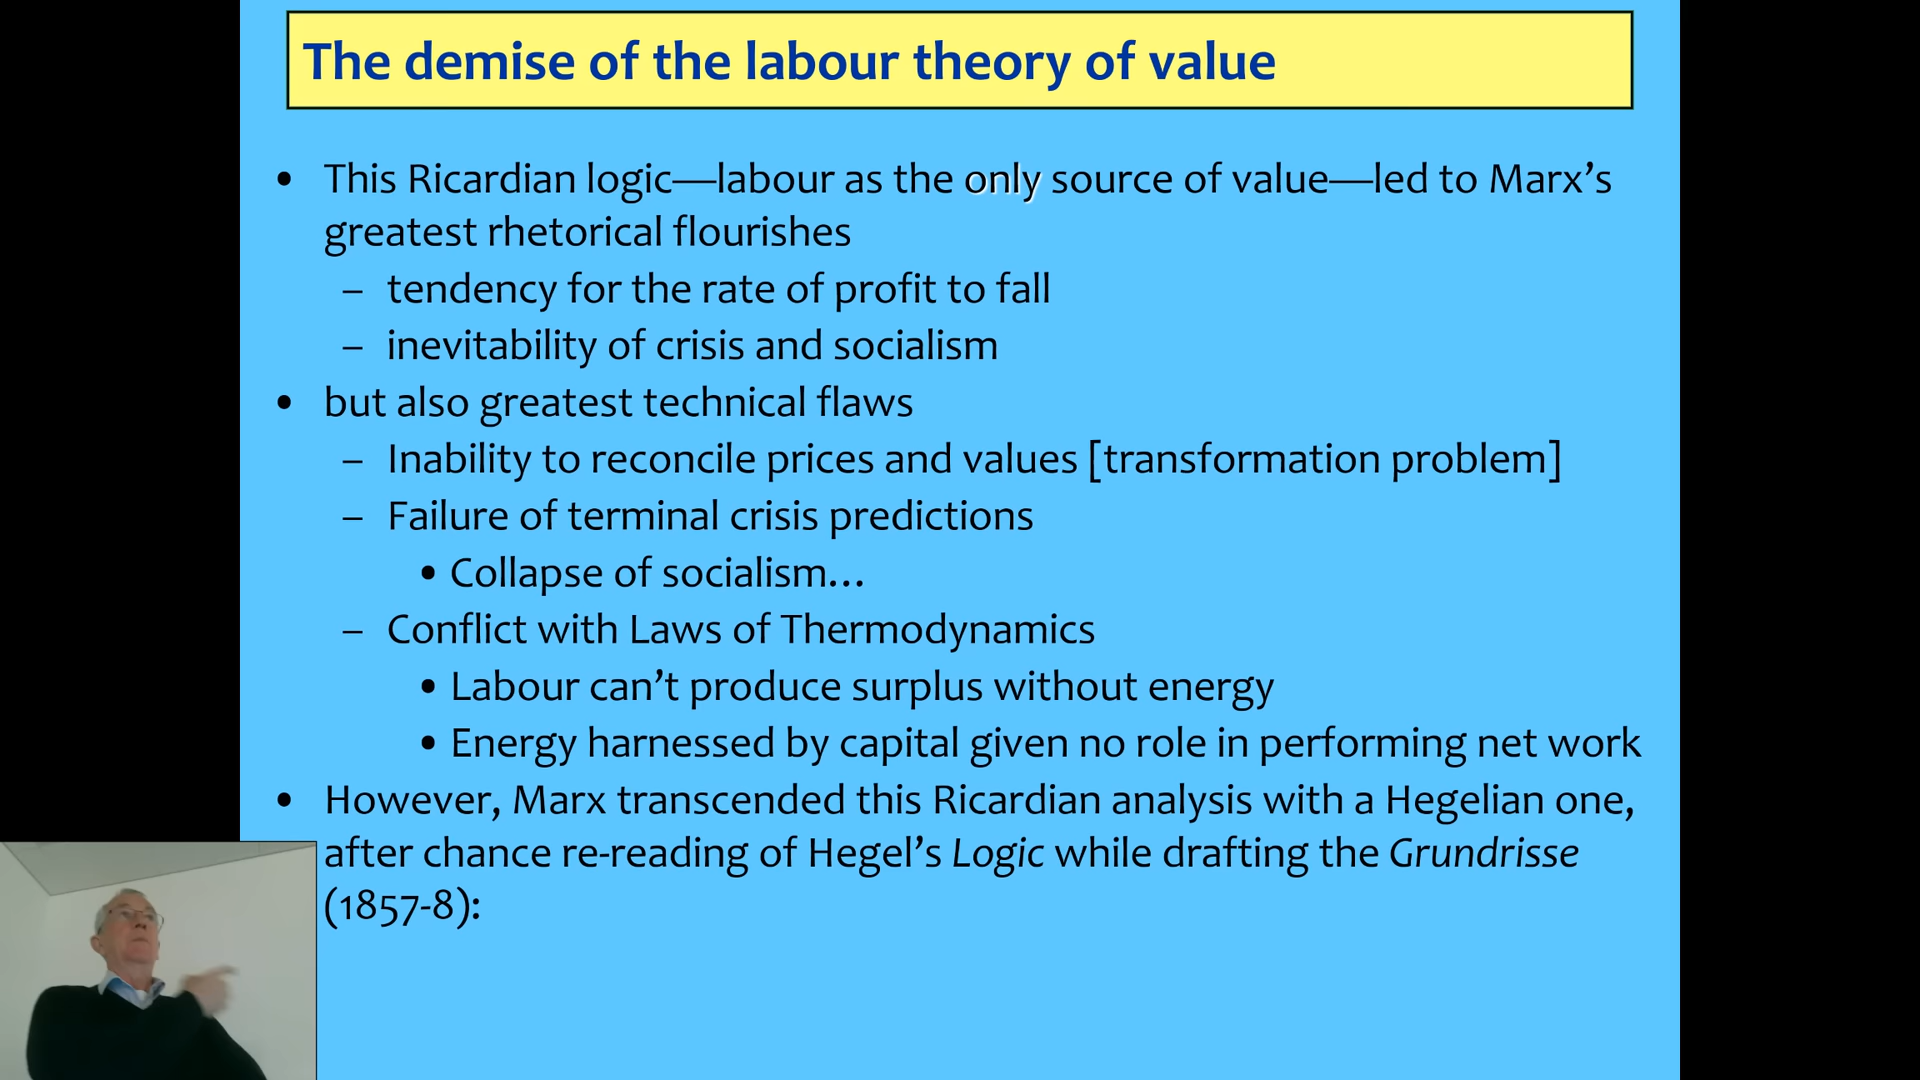 The demise of the labour theory of value
• This Ricardian logic—labour as the only source of value—led to Marx's
greatest rhetorical flourishes
– tendency for the rate of profit to fall
– inevitability of crisis and socialism
• but also greatest technical flaws
– Inability to reconcile prices and values [transformation problem]
– Failure of terminal crisis predictions
• Collapse of socialism…
– Conflict with Laws of Thermodynamics
• Labour can't produce surplus without energy
• Energy harnessed by capital given no role in performing net work
• However, Marx transcended this Ricardian analysis with a Hegelian one,
after chance re-reading of Hegel's Logic while drafting the Grundrisse
(1857-8):